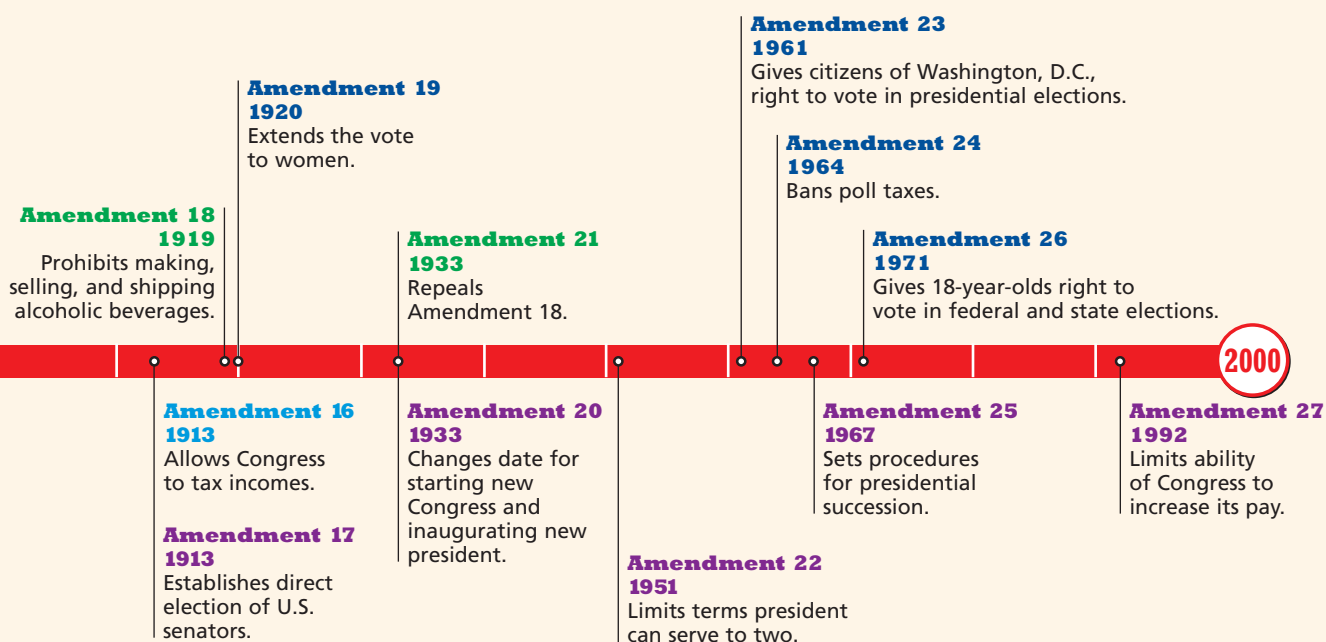 Amendment 23
1961
Gives citizens of Washington, D.C.,
right to vote in presidential elections.
Amendment 19
1920
Extends the vote
to women.
Amendment 24
1964
Bans poll taxes.
Amendment 18
1919
Prohibits making,
selling, and shipping
alcoholic beverages.
Amendment 21
1933
Repeals
Amendment 18.
Amendment 26
1971
Gives 18-year-olds right to
vote in federal and state elections.
2000
Amendment 16
1913
Allows Congress
to tax incomes.
Amendment 17
1913
Establishes direct
election of U.S.
senators.
Amendment 20
1933
Changes date for
starting new
Congress and
inaugurating new
president.
Amendment 22
1951
Limits terms president
can serve to two.
Amendment 25
1967
Sets procedures
for presidential
succession.
Amendment 27
1992
Limits ability
of Congress to
increase its pay.